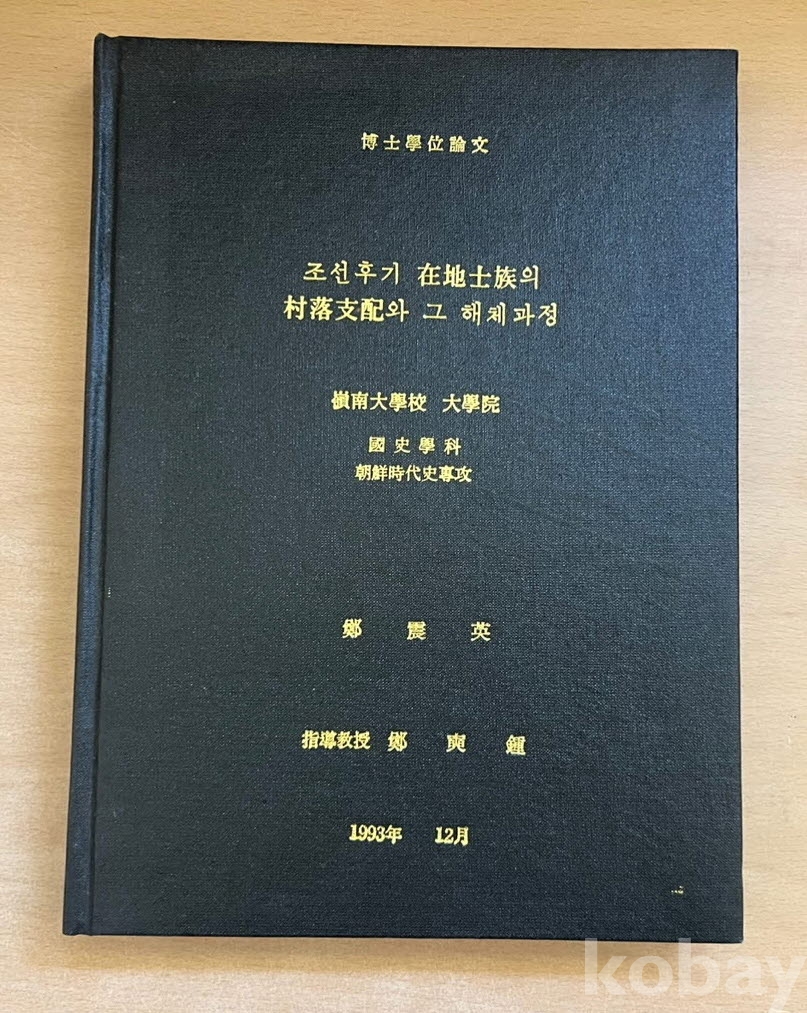 博士學位論文
조선후기 在地士族의
村落支配와 그 해체과정
嶺南大學校 大學院
國史學科
朝鮮時代史專攻
鄭 震 英
指導教授 鄭 奭 鍾
1993年 12月
kobay